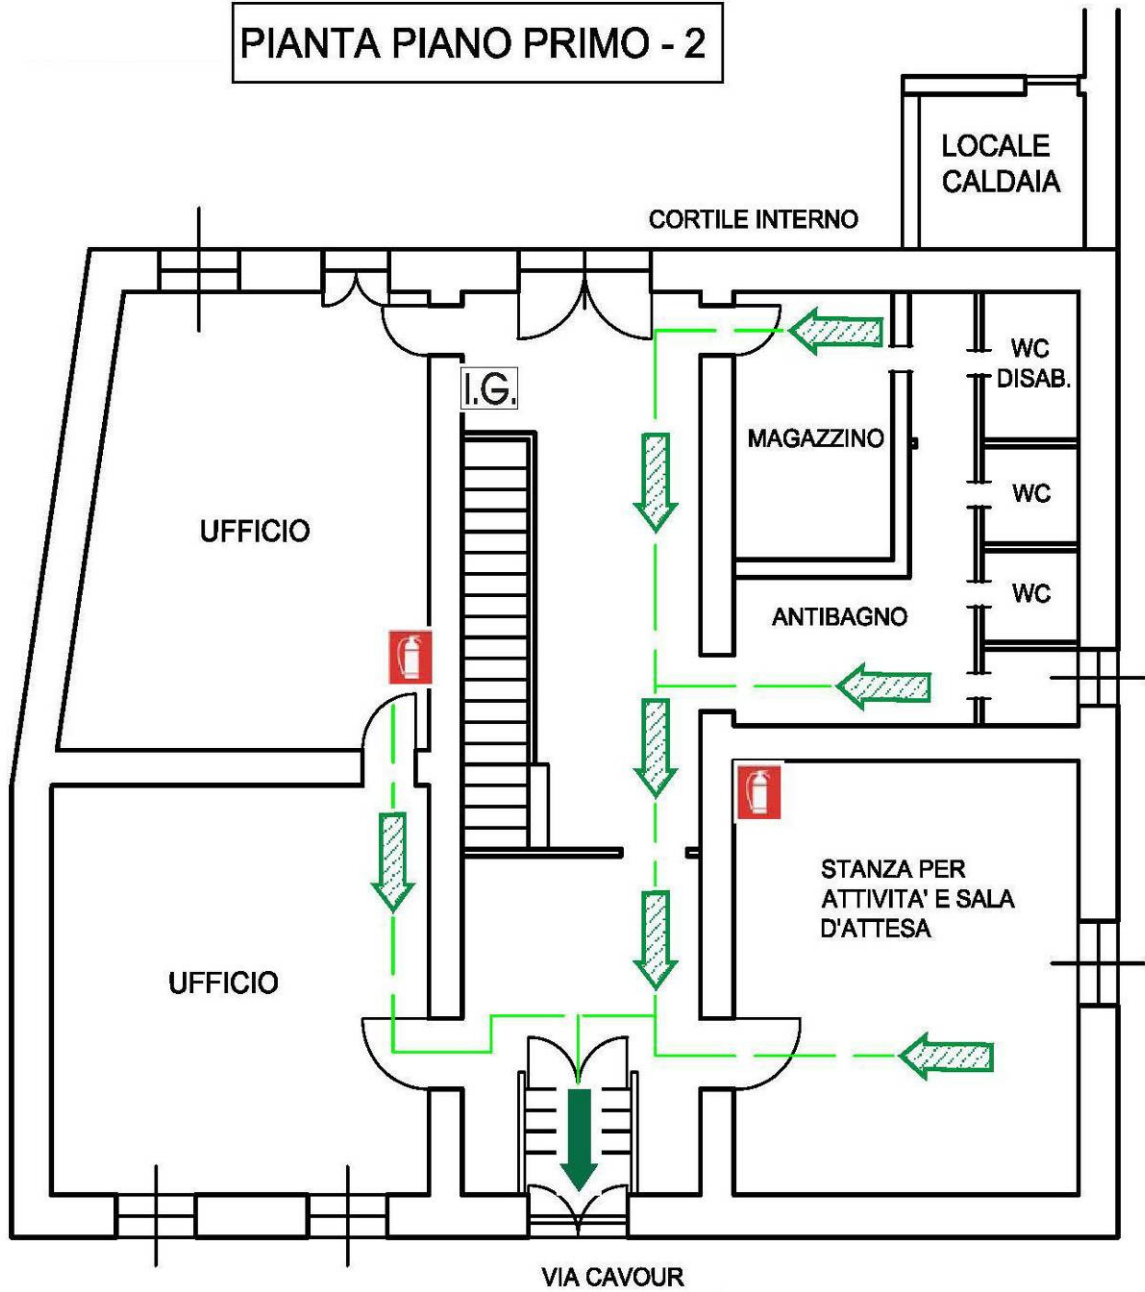 PIANTA PIANO PRIMO - 2
LOCALE
CALDAIA
CORTILE INTERNO
WC
DISAB.
I.G.
MAGAZZINO
WC
UFFICIO
WC
ANTIBAGNO
STANZA PER
ATTIVITA' E SALA
D'ATTESA
UFFICIO
VIA CAVOUR